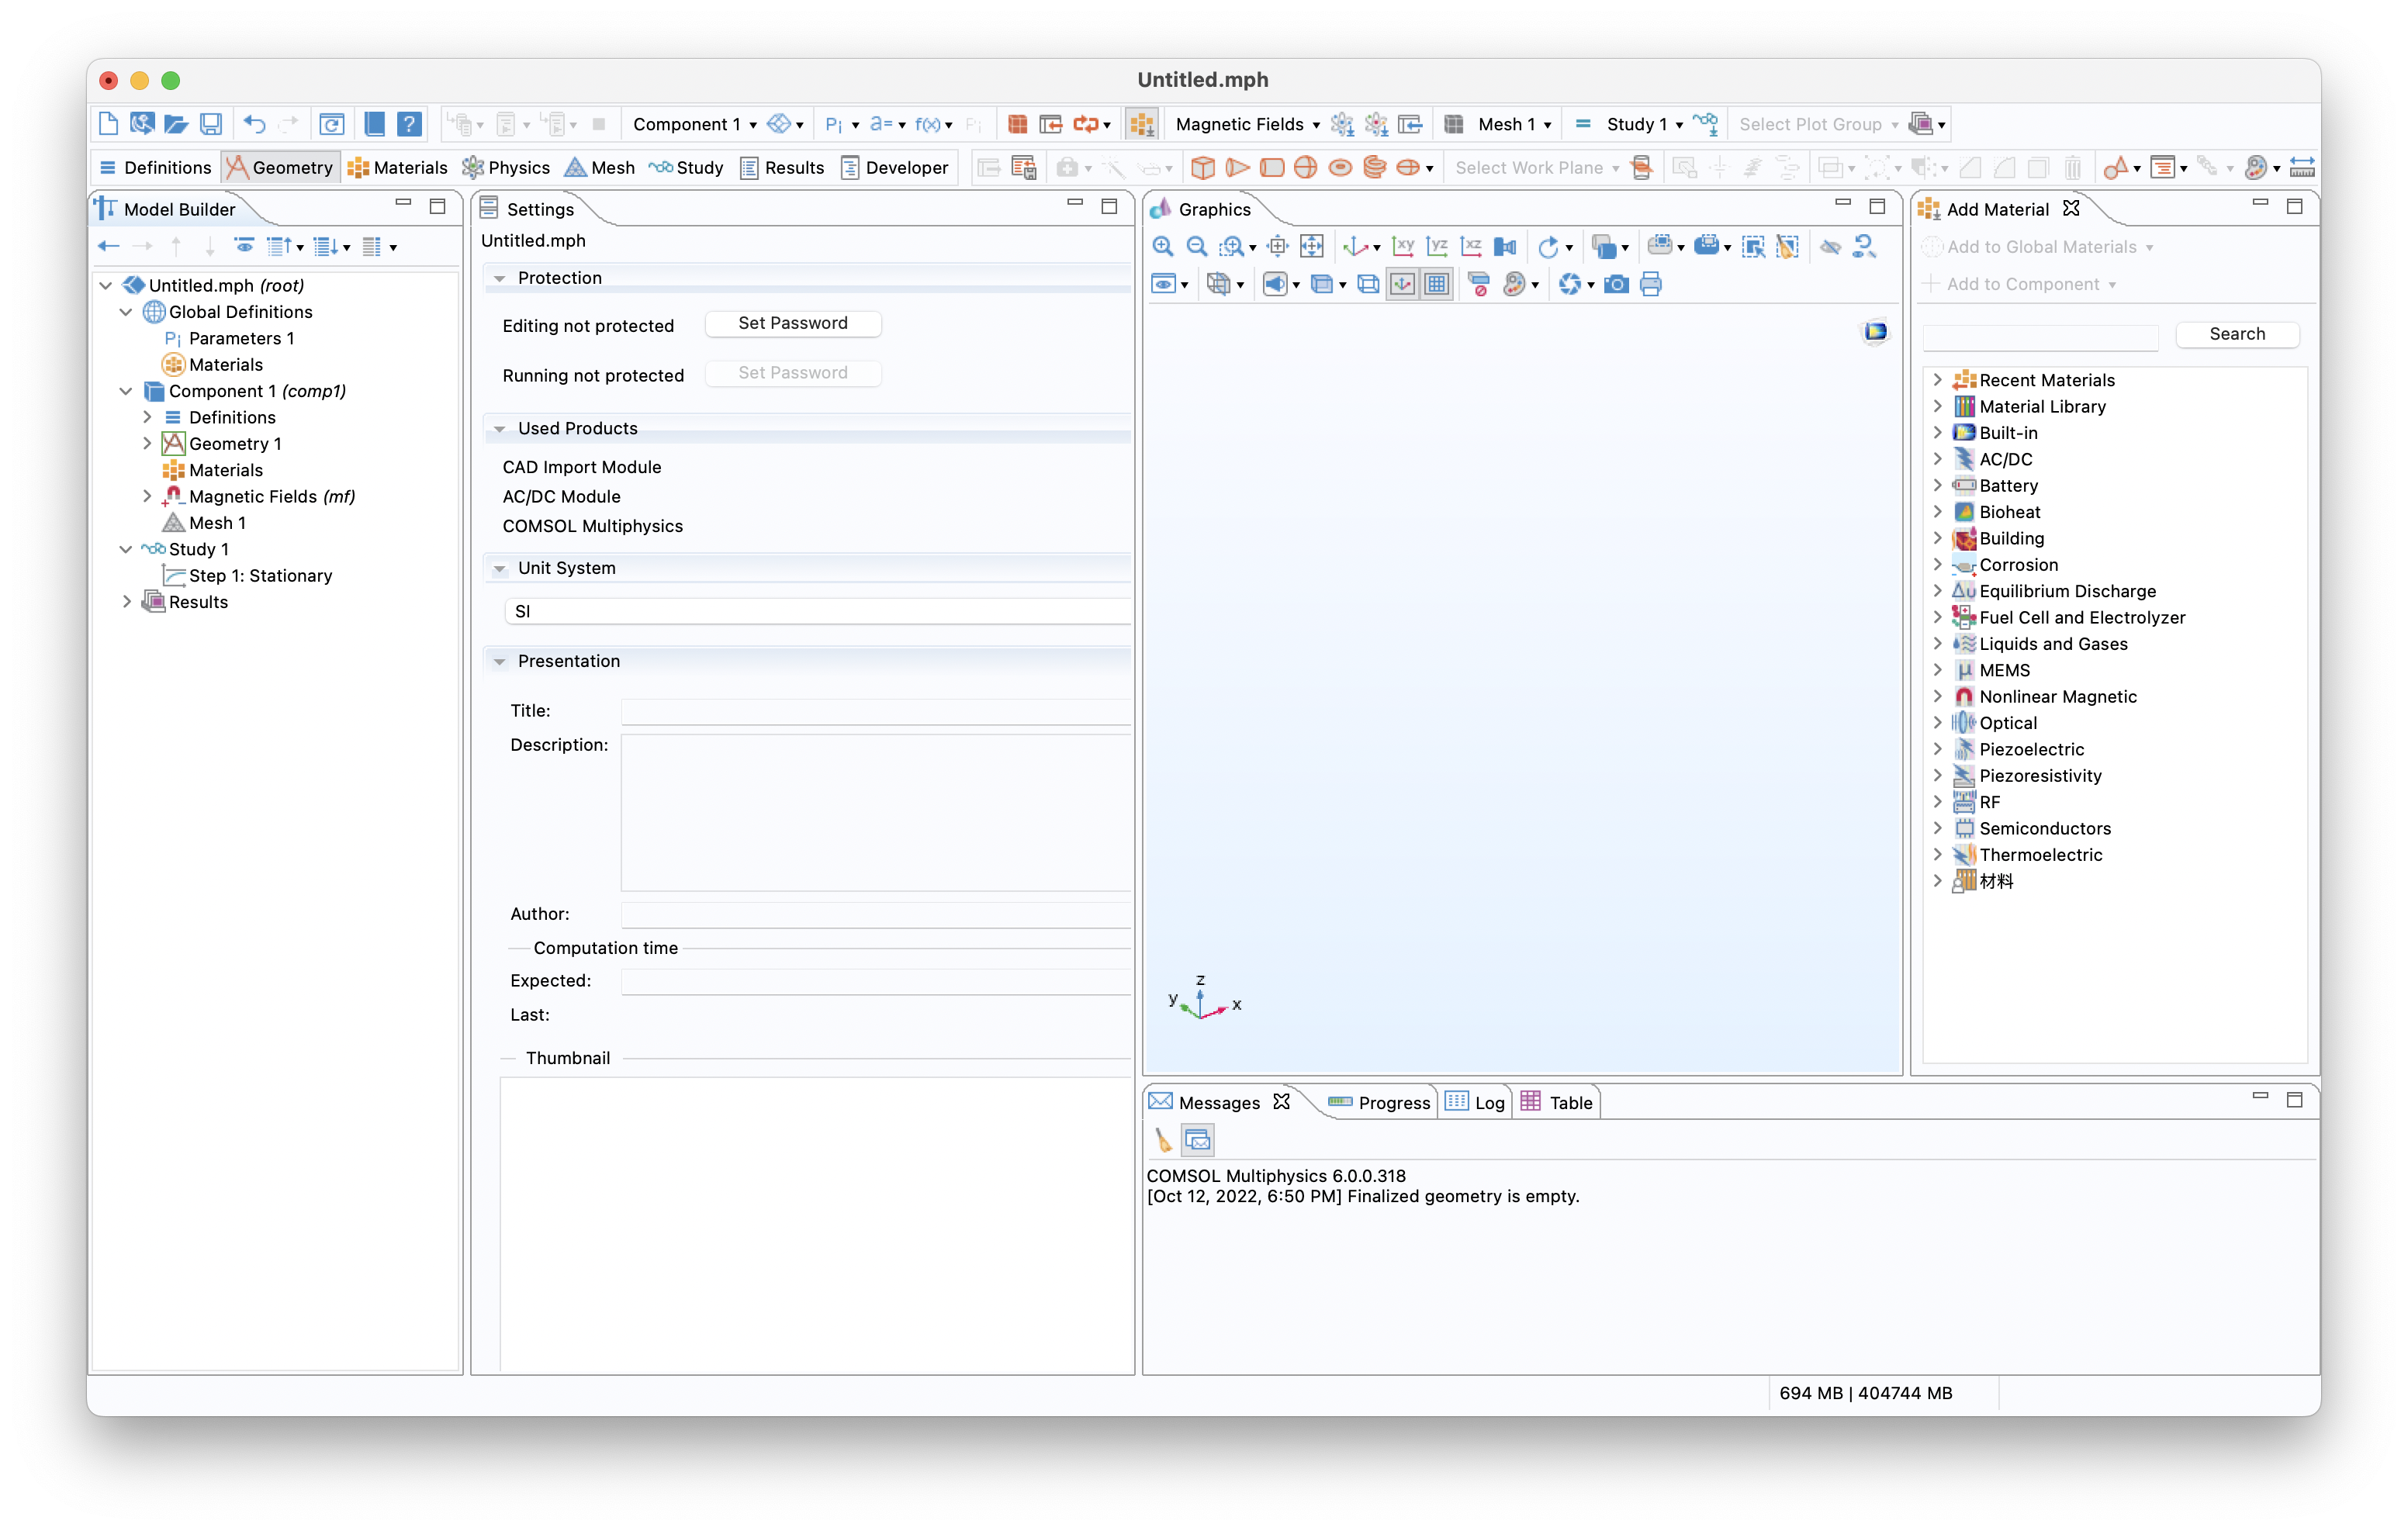 Untitled.mph
Component 1
Pi
a=
f(x)
Pi
Magnetic Fields
Mesh 1
Study 1
Select Plot Group
Definitions
Geometry
Materials
Physics
Mesh
Study
Results
Developer
Select Work Plane
Model Builder
Untitled.mph (root)
Global Definitions
Pi Parameters 1
Materials
Component 1 (comp1)
Definitions
Geometry 1
Materials
Magnetic Fields (mf)
Mesh 1
Study 1
Step 1: Stationary
Results
Settings
Untitled.mph
Protection
Editing not protected
Set Password
Running not protected
Set Password
Used Products
CAD Import Module
AC/DC Module
COMSOL Multiphysics
Unit System
SI
Presentation
Title:
Description:
Author:
Computation time
Expected:
Last:
Thumbnail
Graphics
xy
yz
xz
z
y
x
Add Material
Add to Global Materials
Add to Component
Search
Recent Materials
Material Library
Built-in
AC/DC
Battery
Bioheat
Building
Corrosion
Δu Equilibrium Discharge
Fuel Cell and Electrolyzer
Liquids and Gases
μ MEMS
Nonlinear Magnetic
Optical
Piezoelectric
Piezoresistivity
RF
Semiconductors
Thermoelectric
材料
Messages
Progress
Log
Table
COMSOL Multiphysics 6.0.0.318
[Oct 12, 2022, 6:50 PM] Finalized geometry is empty.
694 MB | 404744 MB